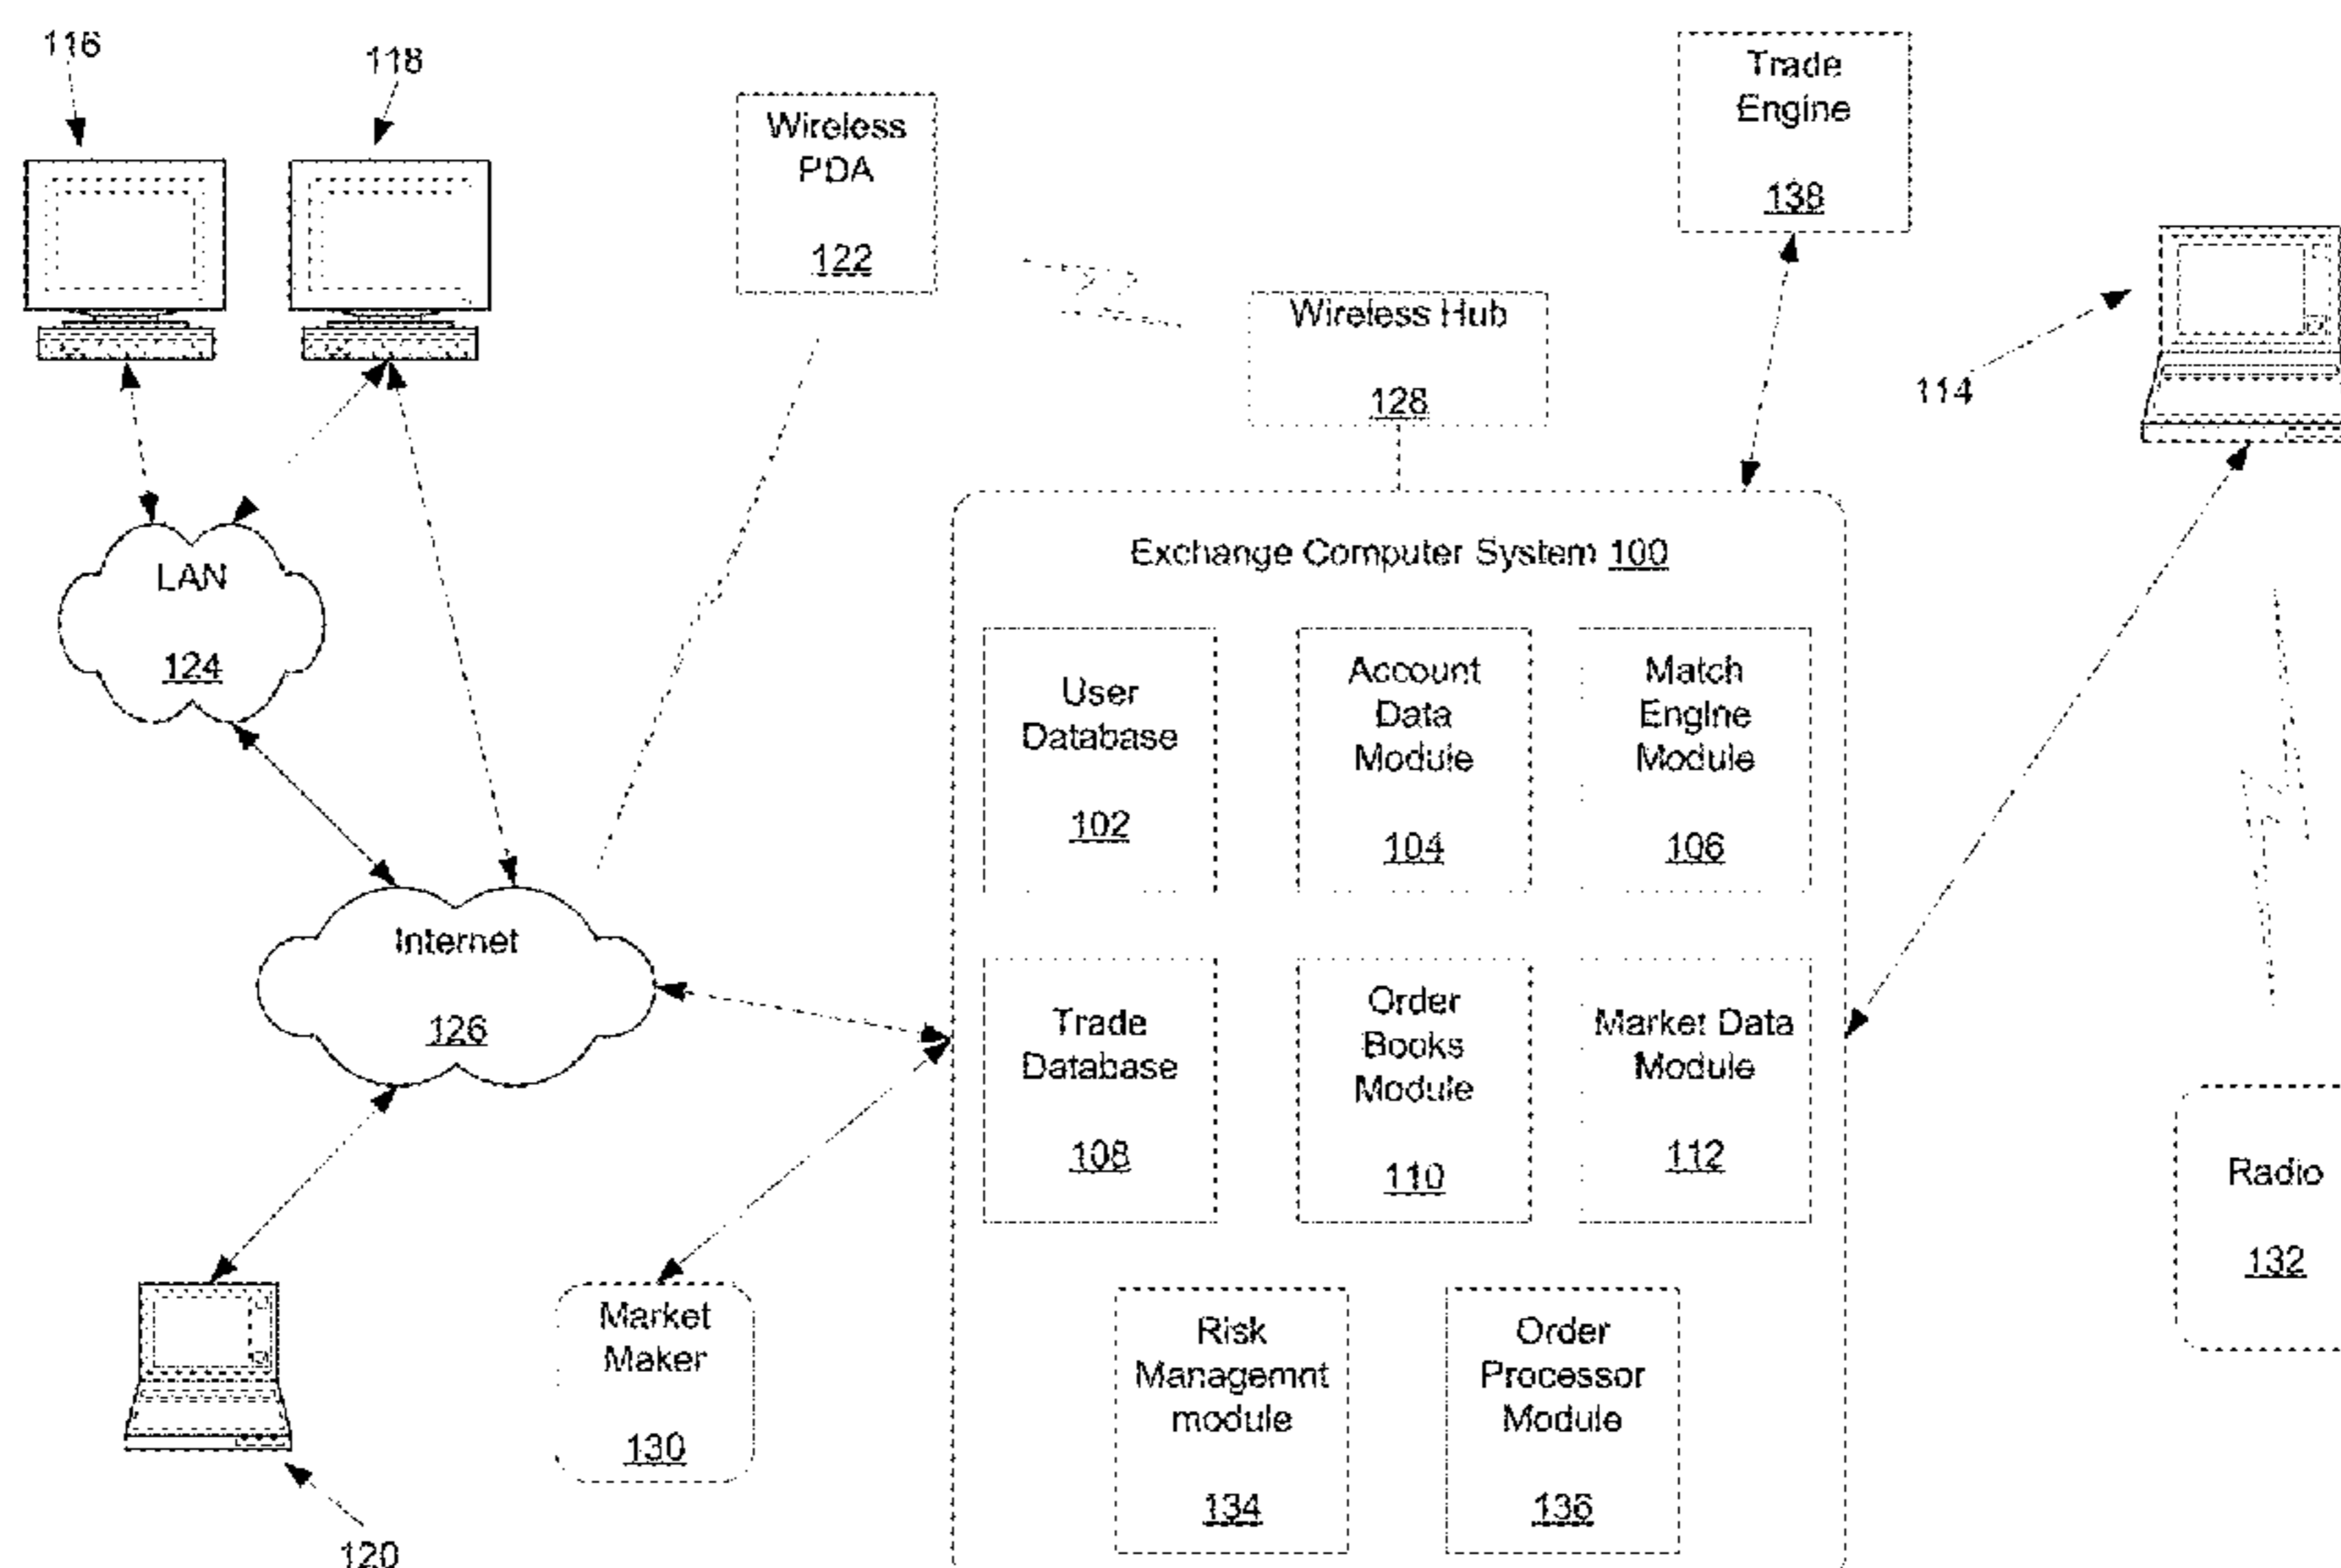 116
118
Wireless
PDA
122
Trade
Engine
138
Wireless Hub
128
114
LAN
124
Exchange Computer System 100
User
Database
102
Account
Data
Module
104
Match
Engine
Module
106
Internet
126
Trade
Database
108
Order
Books
Module
110
Market Data
Module
112
Radio
132
Market
Maker
130
Risk
Managemnt
module
134
Order
Processor
Module
136
120